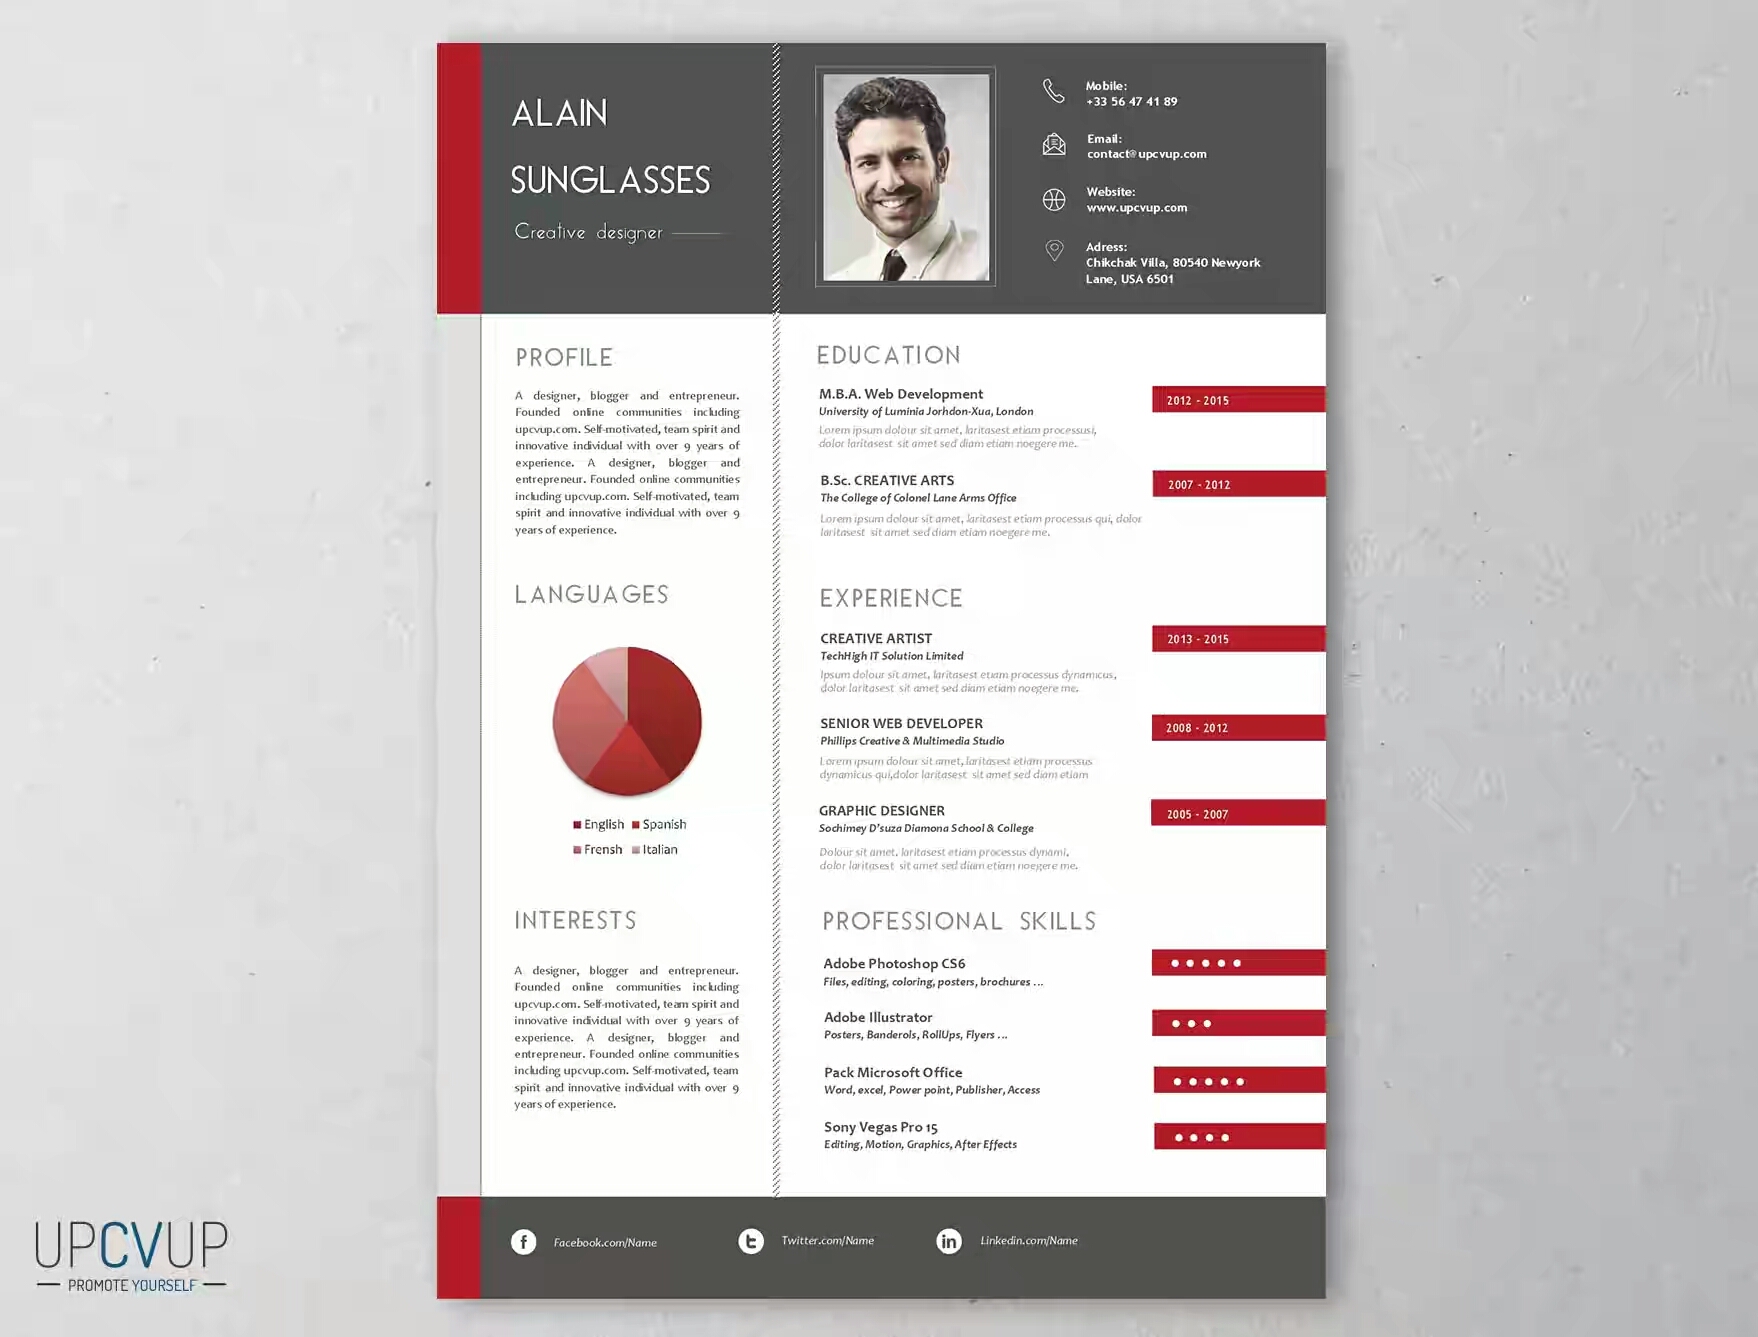 ALAIN
SUNGLASSES
Creative designer
Mobile:
+33 56 47 41 89
Email:
contact@upcvup.com
Website:
www.upcvup.com
Adress:
Chikchak Villa, 80540 Newyork
Lane, USA 6501
PROFILE
A designer, blogger and entrepreneur.
Founded online communities including
upcvup.com. Self-motivated, team spirit and
innovative individual with over 9 years of
experience. A designer, blogger and
entrepreneur. Founded online communities
including upcvup.com. Self-motivated, team
spirit and innovative individual with over 9
years of experience.
LANGUAGES
English Spanish
Frensh Italian
INTERESTS
A designer, blogger and entrepreneur.
Founded online communities including
upcvup.com. Self-motivated, team spirit and
innovative individual with over 9 years of
experience. A designer, blogger and
entrepreneur. Founded online communities
including upcvup.com. Self-motivated, team
spirit and innovative individual with over 9
years of experience.
EDUCATION
M.B.A. Web Development
2012 - 2015
University of Luminia Jorhdon-Xua, London
Lorem ipsum dolour sit amet, laritasest etiam processusi,
dolor laritasest sit amet sed diam etiam noegere me.
B.Sc. CREATIVE ARTS
2007 - 2012
The College of Colonel Lane Arms Office
Lorem ipsum dolour sit amet, laritasest etiam processus qui, dolor
laritasest sit amet sed diam etiam noegere me.
EXPERIENCE
CREATIVE ARTIST
2013 - 2015
TechHigh IT Solution Limited
Ipsum dolour sit amet, laritasest etiam processus dynamicus,
dolor laritasest sit amet sed diam etiam noegere me.
SENIOR WEB DEVELOPER
2008 - 2012
Phillips Creative & Multimedia Studio
Lorem ipsum dolour sit amet, laritasest etiam processus
dynamicus qui,dolor laritasest sit amet sed diam etiam
GRAPHIC DESIGNER
2005 - 2007
Sochimey D'suza Diamona School & College
Dolour sit amet, laritasest etiam processus dynami,
dolor laritasest sit amet sed diam etiam noegere me.
PROFESSIONAL SKILLS
Adobe Photoshop CS6
Files, editing, coloring, posters, brochures ...
Adobe Illustrator
Posters, Banderols, RollUps, Flyers ...
Pack Microsoft Office
Word, excel, Power point, Publisher, Access
Sony Vegas Pro 15
Editing, Motion, Graphics, After Effects
Facebook.com/Name
Twitter.com/Name
Linkedin.com/Name
UPCVUP
PROMOTE YOURSELF